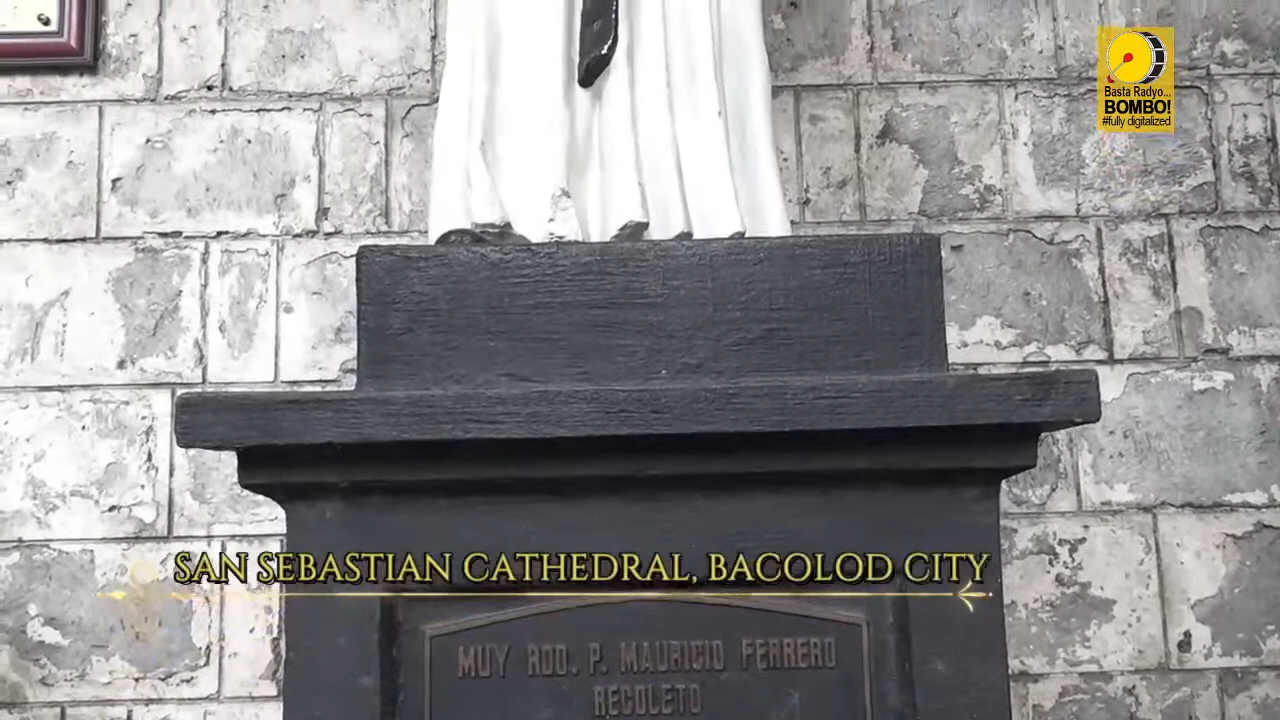 Basta Radyo...
BOMBO!
#fully digitalized
SAN SEBASTIAN CATHEDRAL, BACOLOD CITY
MUY RDO. P. MAURICIO FERRERO
RECOLETO